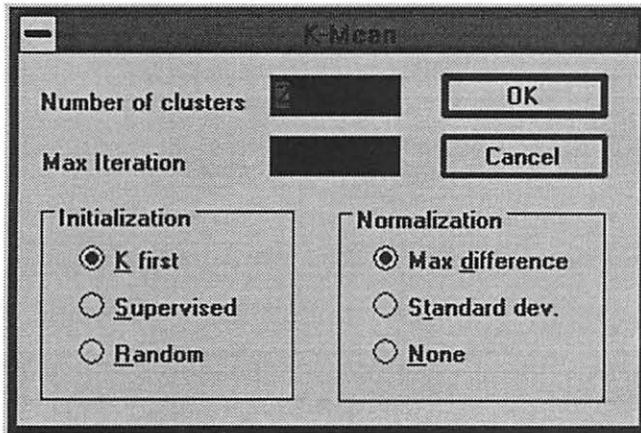 K-Mean
Number of clusters
OK
Max Iteration
Cancel
Initialization
K first
Supervised
Random
Normalization
Max difference
Standard dev.
None